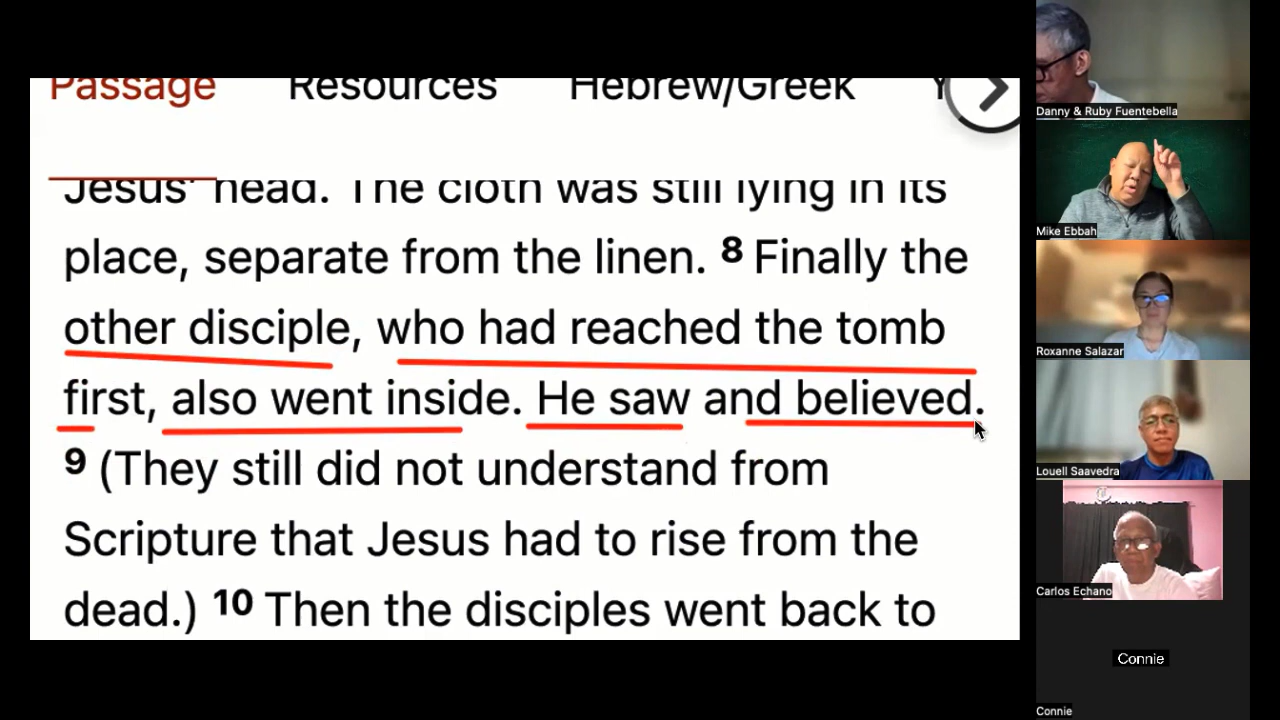 Passage Resources Hebrew/Greek Y
Jesus' head. The cloth was still lying in its
place, separate from the linen. 8 Finally the
other disciple, who had reached the tomb
first, also went inside. He saw and believed.
9 (They still did not understand from
Scripture that Jesus had to rise from the
dead.) 10 Then the disciples went back to
Danny & Ruby Fuentebella
Mike Ebbah
Roxanne Salazar
Louell Saavedra
Carlos Echano
Connie
Connie